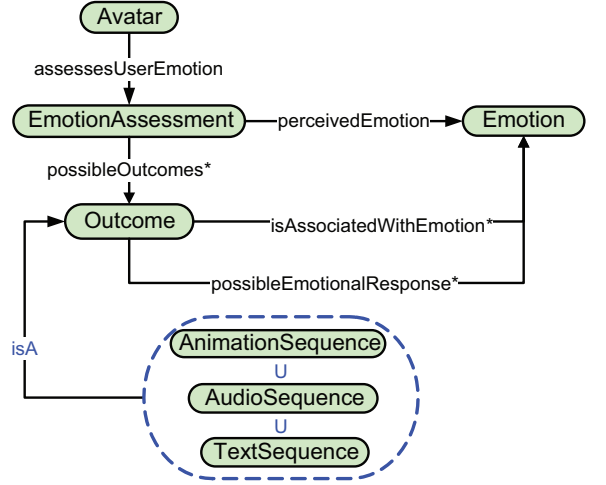 Avatar
assessesUserEmotion
EmotionAssessment
perceivedEmotion
Emotion
possibleOutcomes*
Outcome
isAssociatedWithEmotion*
possibleEmotionalResponse*
isA
AnimationSequence
U
AudioSequence
U
TextSequence